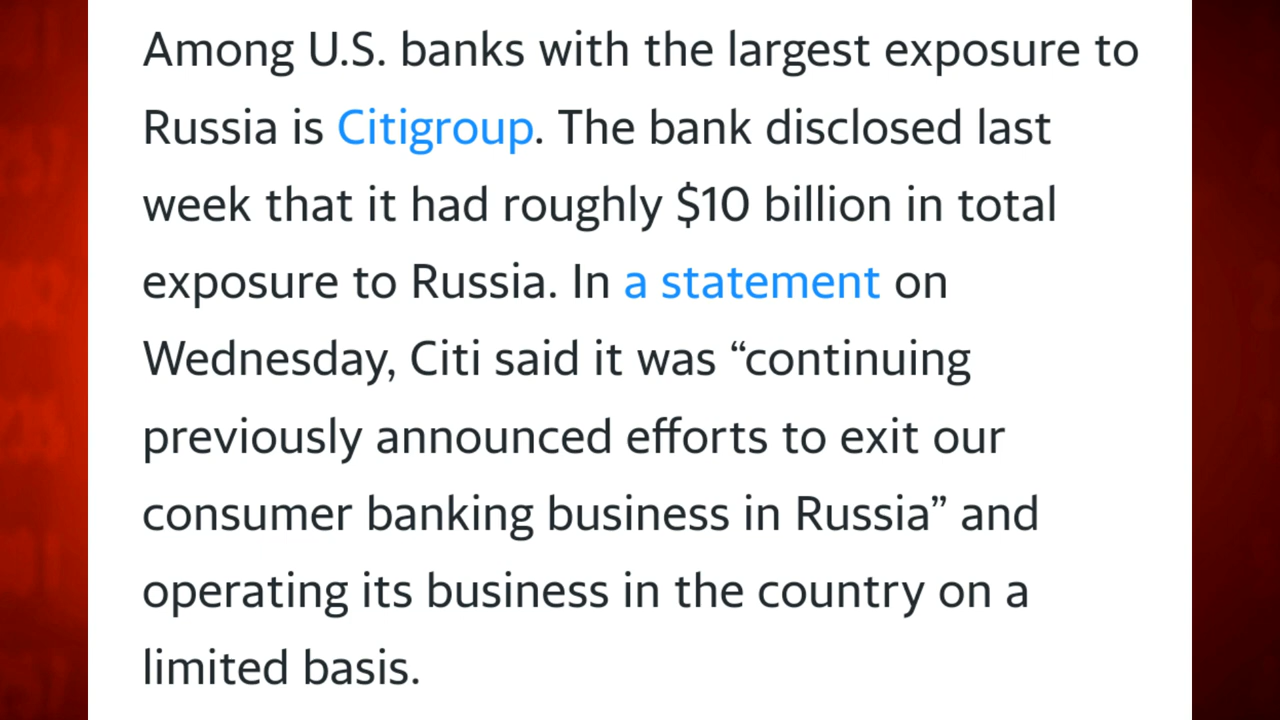 Among U.S. banks with the largest exposure to
Russia is Citigroup. The bank disclosed last
week that it had roughly $10 billion in total
exposure to Russia. In a statement on
Wednesday, Citi said it was “continuing
previously announced efforts to exit our
consumer banking business in Russia” and
operating its business in the country on a
limited basis.